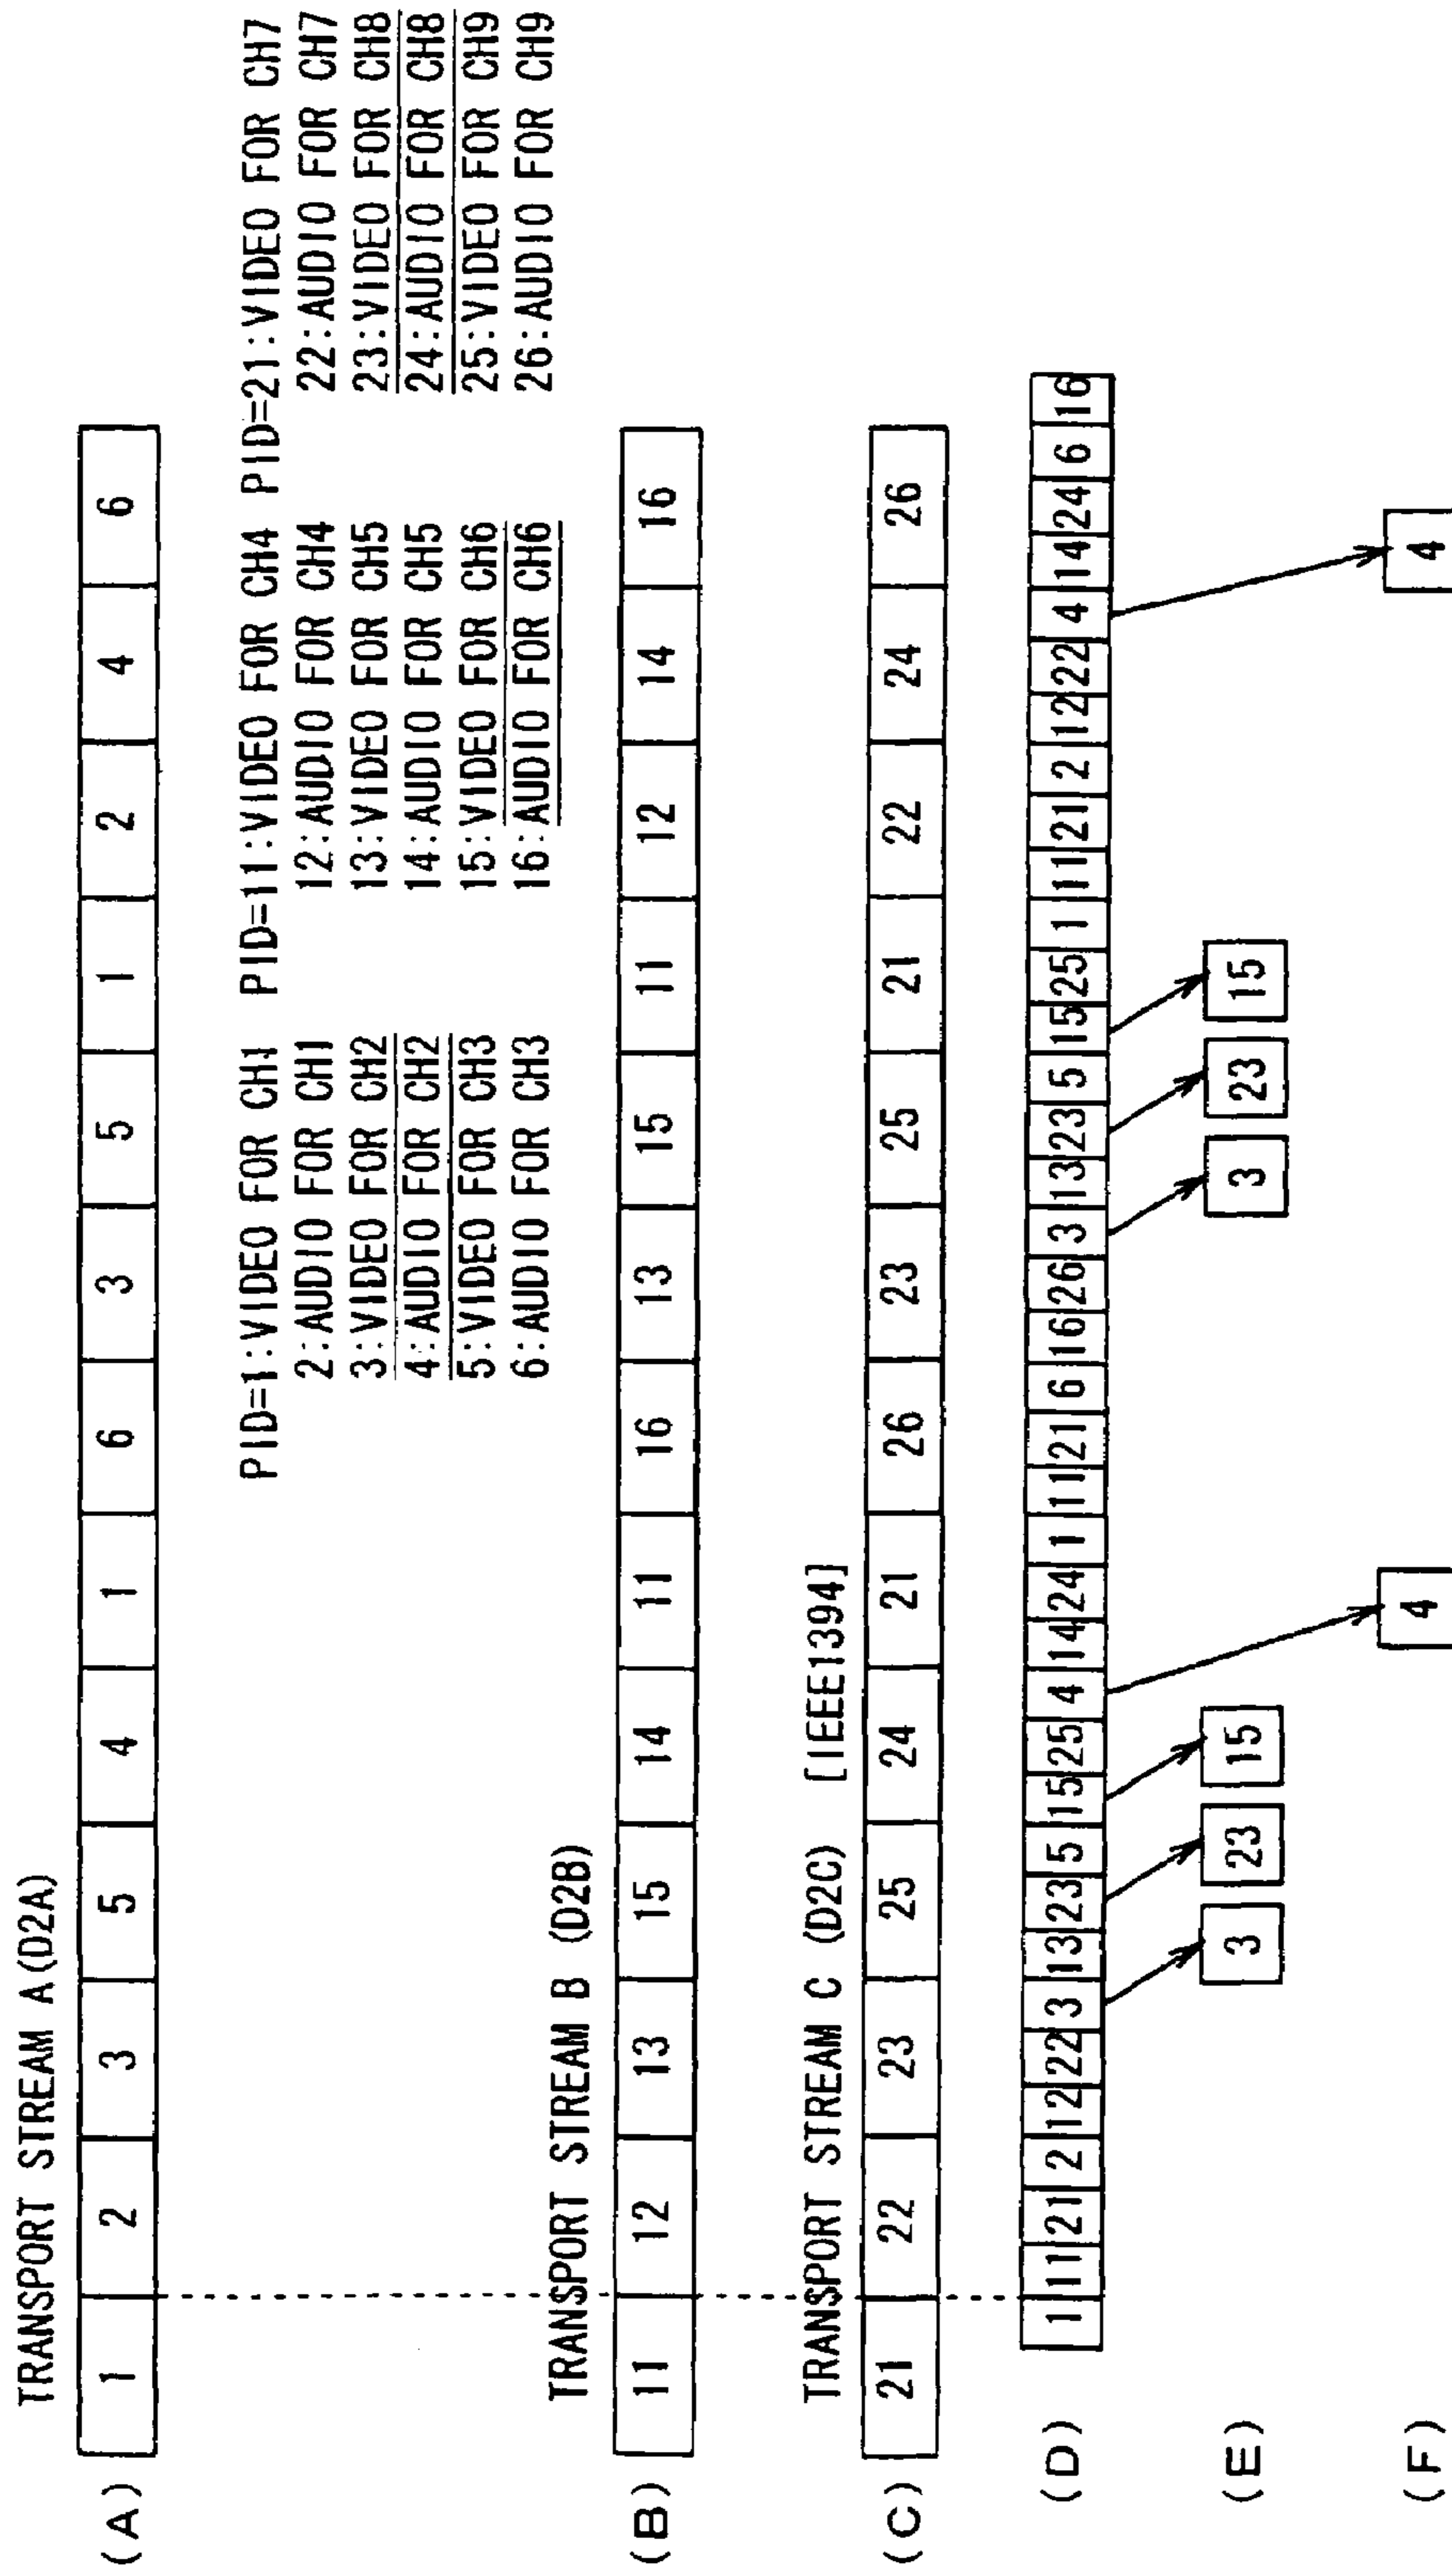 TRANSPORT STREAM A(D2A)
(A) 1 2 3 5 4 1 6 3 5 1 2 4 6
PID=1:VIDEO FOR CH1 PID=11:VIDEO FOR CH4 PID=21:VIDEO FOR CH7
2:AUDIO FOR CH1 12:AUDIO FOR CH4 22:AUDIO FOR CH7
3:VIDEO FOR CH2 13:VIDEO FOR CH5 23:VIDEO FOR CH8
4:AUDIO FOR CH2 14:AUDIO FOR CH5 24:AUDIO FOR CH8
5:VIDEO FOR CH3 15:VIDEO FOR CH6 25:VIDEO FOR CH9
6:AUDIO FOR CH3 16:AUDIO FOR CH6 26:AUDIO FOR CH9
TRANSPORT STREAM B (D2B)
(B) 11 12 13 15 14 11 16 13 15 11 12 14 16
TRANSPORT STREAM C (D2C) [IEEE1394]
(C) 21 22 23 25 24 21 26 23 25 21 22 24 26
(D) 1 11 21 2 12 22 3 13 23 5 15 25 4 14 24 1 11 21 6 16 26 3 13 23 5 15 25 1 11 21 2 12 22 4 14 24 6 16
(E) 3 23 15 3 23 15
(F) 4 4